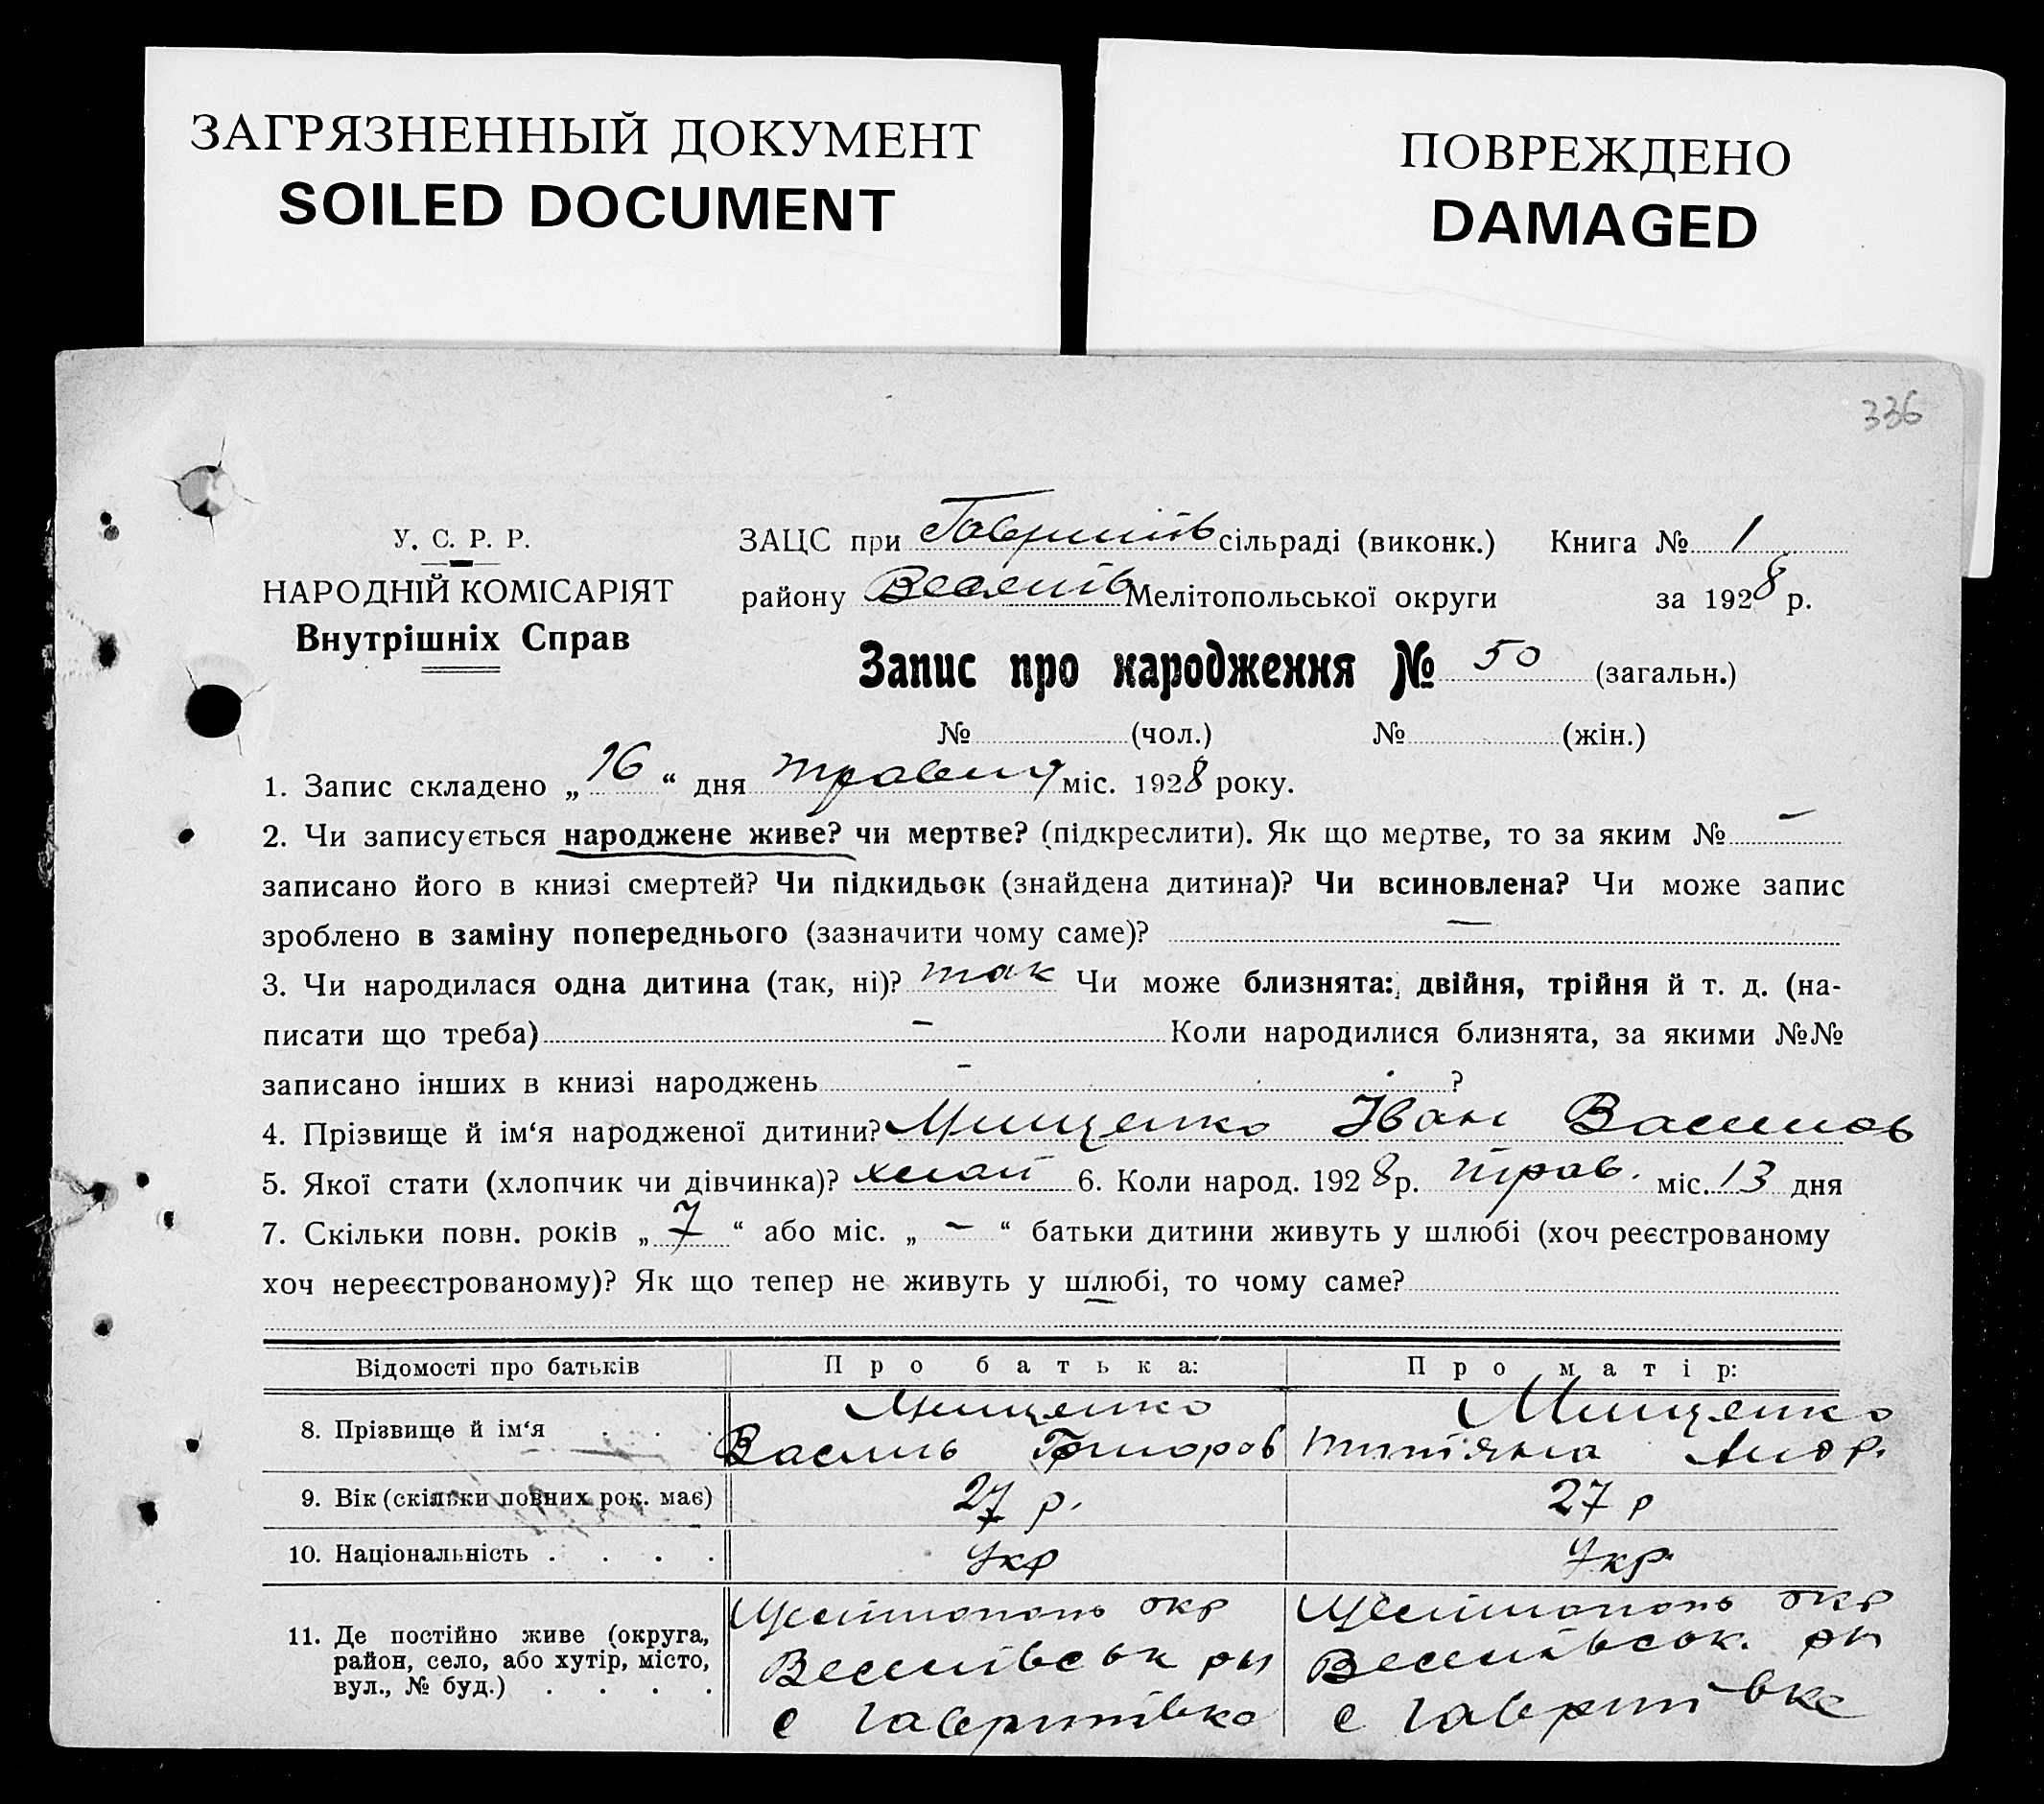 ЗАГРЯЗНЕННЫЙ ДОКУМЕНТ
SOILED DOCUMENT
ПОВРЕЖДЕНО
DAMAGED
336
У. С. Р. Р.
НАРОДНІЙ КОМІСАРІЯТ
Внутрішніх Справ
ЗАЦС при сільраді (виконк.) Книга № 1
району Мелітопольської округи за 1928 р.
Запис про народження № 50 (загальн.)
№ (чол.) № (жін.)
1. Запис складено „16“ дня травня міс. 1928 року.
2. Чи записується народжене живе? чи мертве? (підкреслити). Як що мертве, то за яким № –
записано його в книзі смертей? Чи підкидьок (знайдена дитина)? Чи всиновлена? Чи може запис
зроблено в заміну попереднього (зазначити чому саме)? —
3. Чи народилася одна дитина (так, ні)? так Чи може близнята: двійня, трійня й т. д. (на-
писати що треба) – Коли народилися близнята, за якими №№
записано інших в книзі народжень – ?
4. Прізвище й ім‘я народженої дитини? Мищенко Іван Васильов
5. Якої стати (хлопчик чи дівчинка)? 6. Коли народ. 1928 р. трав. міс. 13 дня
7. Скільки повн. років „7“ або міс. „–“ батьки дитини живуть у шлюбі (хоч реєстрованому
хоч нереєстрованому)? Як що тепер не живуть у шлюбі, то чому саме?
–
Відомості про батьків Про батька: Про матір:
8. Прізвище й ім‘я . . . Мищенко Мищенко
Василь Григоров Андр.
9. Вік (скільки повних рок. має) 27 р. 27 р
10. Національність . . . . Укр Укр.
11. Де постійно живе (округа, район, село, або хутір, місто, вул., № буд.) . . . .
Мелітополь окр Мелітополь окр
Веселівськ рн Веселівськ. рн
с Гавритівка с Гавритівка